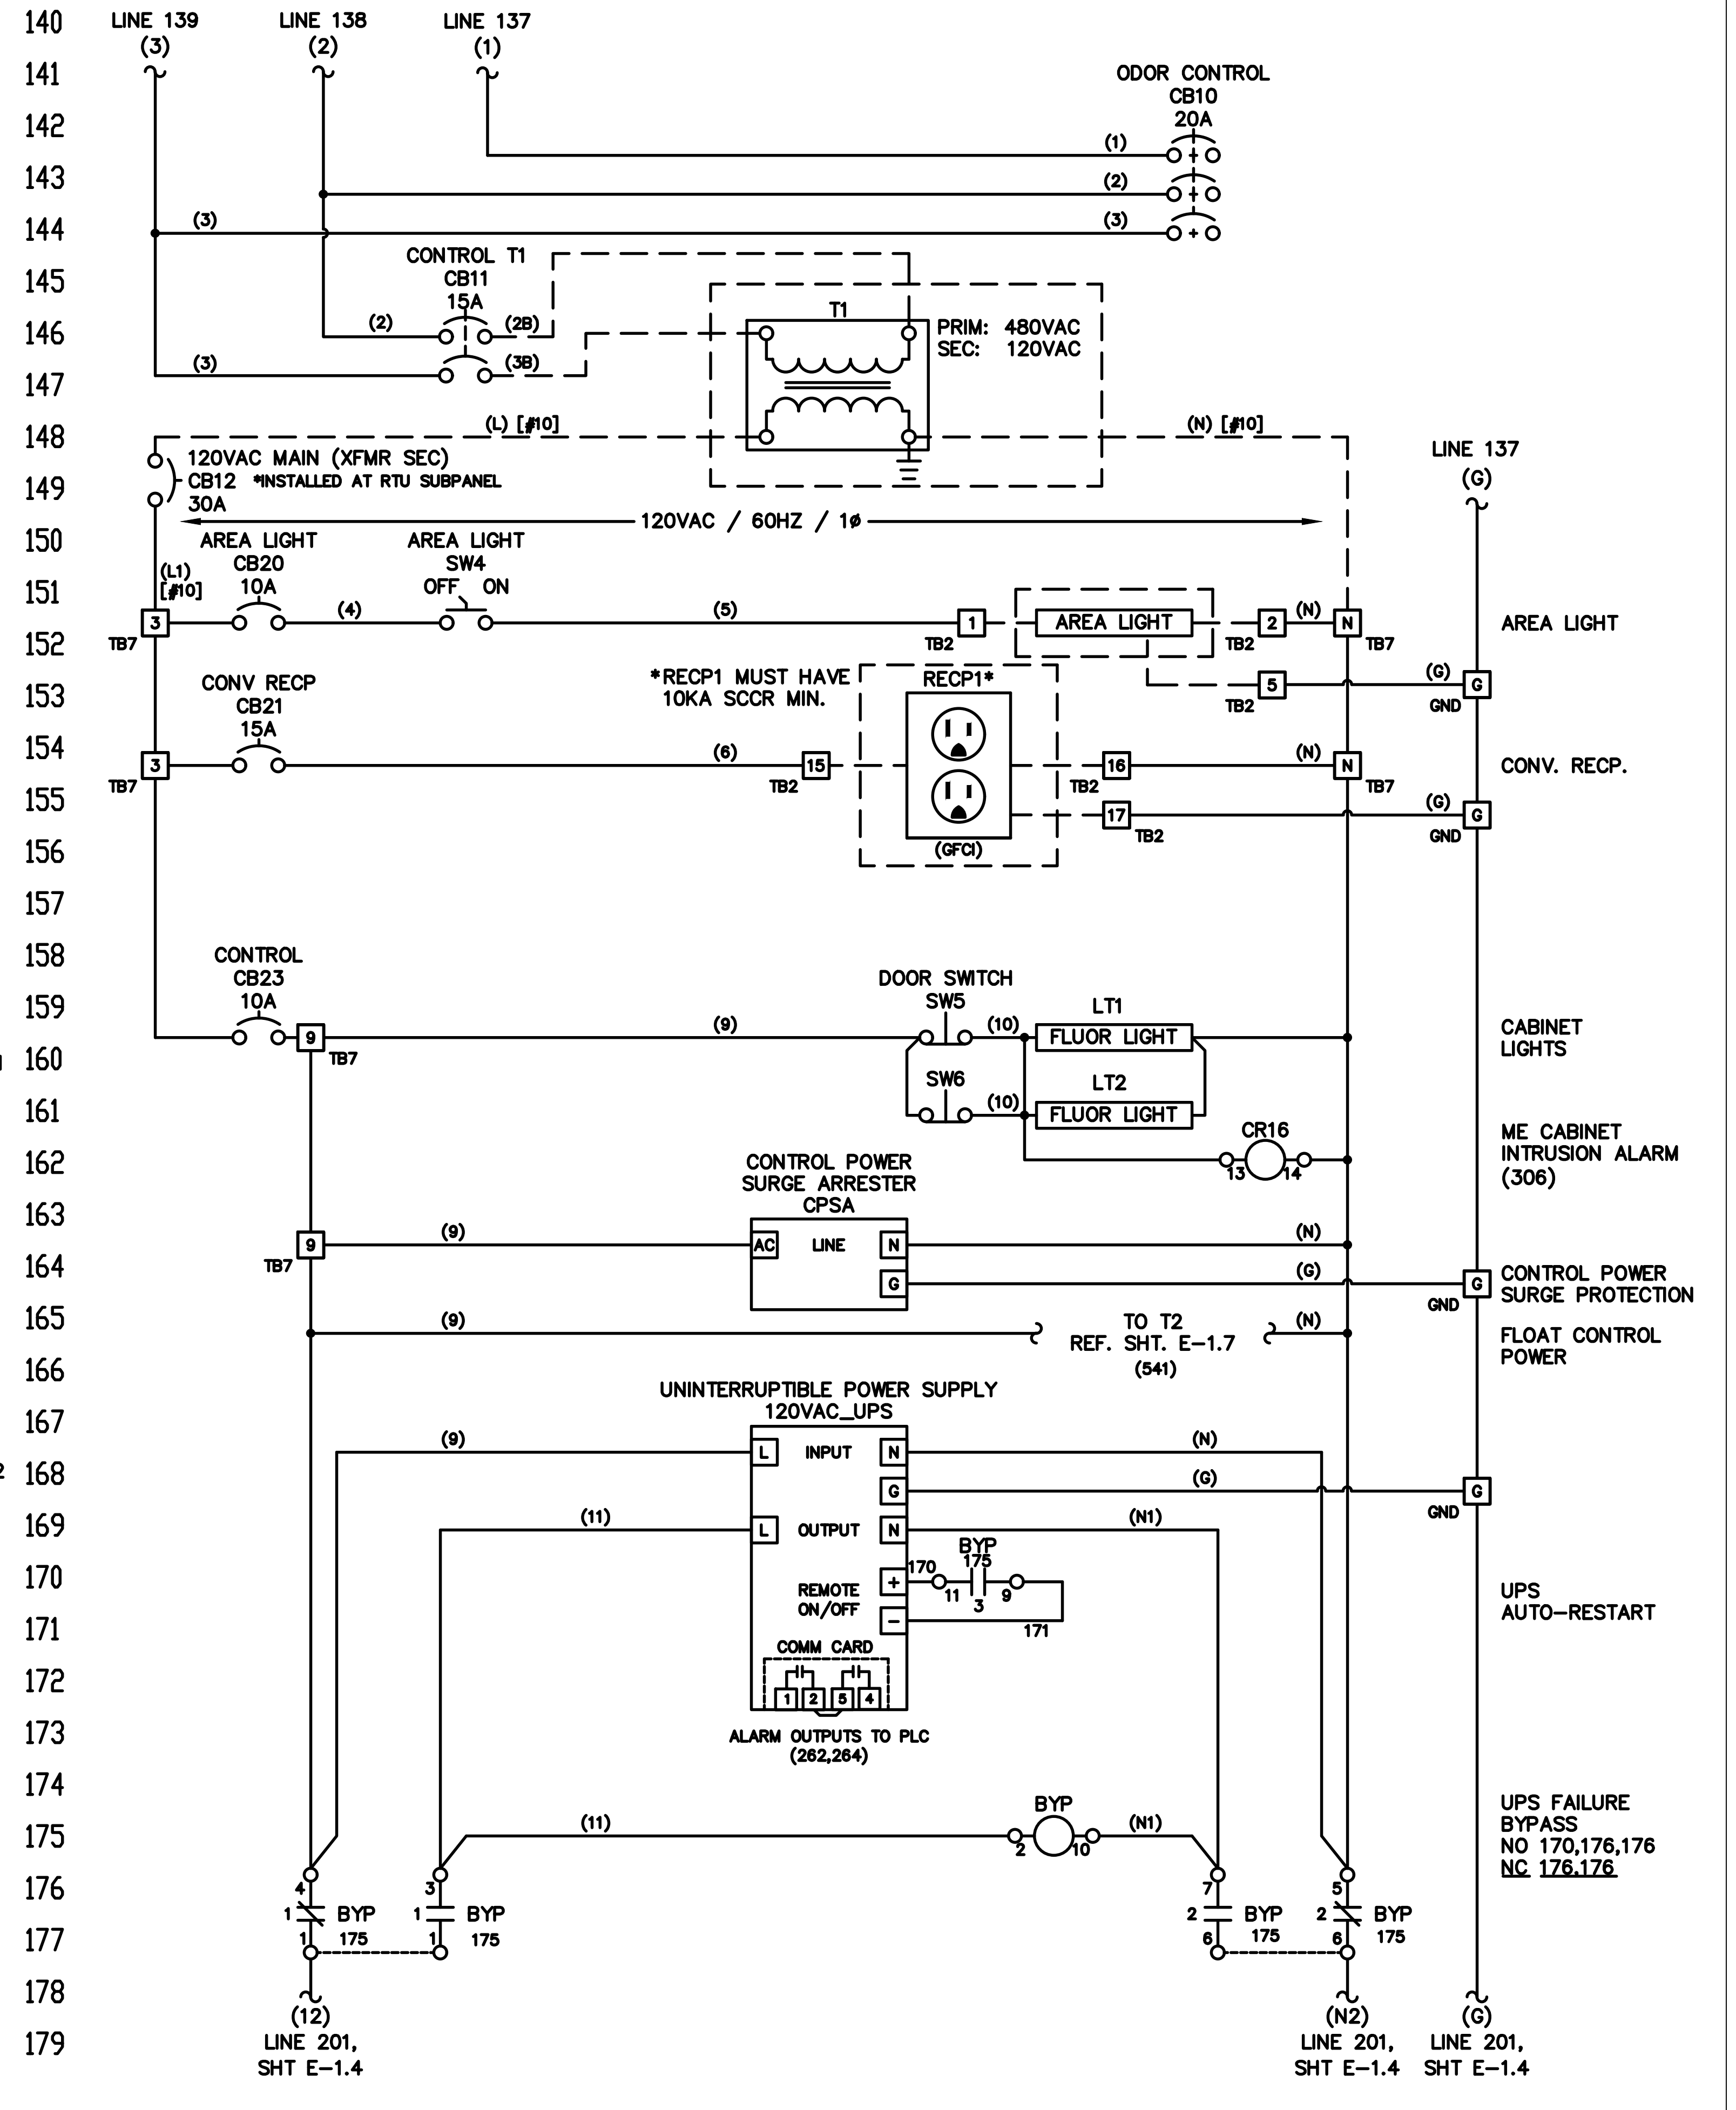 140
LINE 139
LINE 138
LINE 137
(3)
(2)
(1)
141
ODOR CONTROL
CB10
20A
142
(1)
143
(2)
144
(3)
(3)
CONTROL T1
CB11
15A
145
T1
146
(2)
(2B)
PRIM: 480VAC
SEC: 120VAC
147
(3)
(3B)
148
(L) [#10]
(N) [#10]
LINE 137
(G)
120VAC MAIN (XFMR SEC)
149
CB12 *INSTALLED AT RTU SUBPANEL
30A
120VAC / 60HZ / 1ø
150
AREA LIGHT
CB20
10A
AREA LIGHT
SW4
OFF ON
151
(L1)
[#10]
(4)
(5)
(N)
3
1
AREA LIGHT
2
N
AREA LIGHT
152
TB7
TB2
TB2
TB7
153
CONV RECP
CB21
15A
*RECP1 MUST HAVE
10KA SCCR MIN.
RECP1*
5
TB2
(G)
G
GND
154
(6)
(N)
3
15
16
N
CONV. RECP.
155
TB7
TB2
TB2
TB7
17
TB2
(G)
G
GND
156
(GFCI)
157
158
CONTROL
CB23
10A
DOOR SWITCH
SW5
159
LT1
9
(9)
(10)
FLUOR LIGHT
CABINET
LIGHTS
160
TB7
SW6
LT2
161
(10)
FLUOR LIGHT
162
CR16
13
14
ME CABINET
INTRUSION ALARM
(306)
CONTROL POWER
SURGE ARRESTER
CPSA
163
(9)
(N)
9
AC
LINE
N
164
TB7
G
(G)
G
GND
CONTROL POWER
SURGE PROTECTION
165
(9)
TO T2
REF. SHT. E-1.7
(541)
(N)
FLOAT CONTROL
POWER
166
UNINTERRUPTIBLE POWER SUPPLY
120VAC_UPS
167
(9)
L
INPUT
N
(N)
2
168
G
(G)
G
GND
169
(11)
L
OUTPUT
N
(N1)
170
BYP
175
170
+
11
3
9
REMOTE
ON/OFF
UPS
AUTO-RESTART
171
-
171
COMM CARD
172
1
2
5
4
173
ALARM OUTPUTS TO PLC
(262,264)
174
BYP
175
(11)
2
10
(N1)
UPS FAILURE
BYPASS
NO 170,176,176
NC 176,176
176
4
3
7
5
1
BYP
1
BYP
2
BYP
2
BYP
177
1
175
1
175
6
175
6
175
178
(12)
(N2)
(G)
179
LINE 201,
SHT E-1.4
LINE 201,
SHT E-1.4
LINE 201,
SHT E-1.4